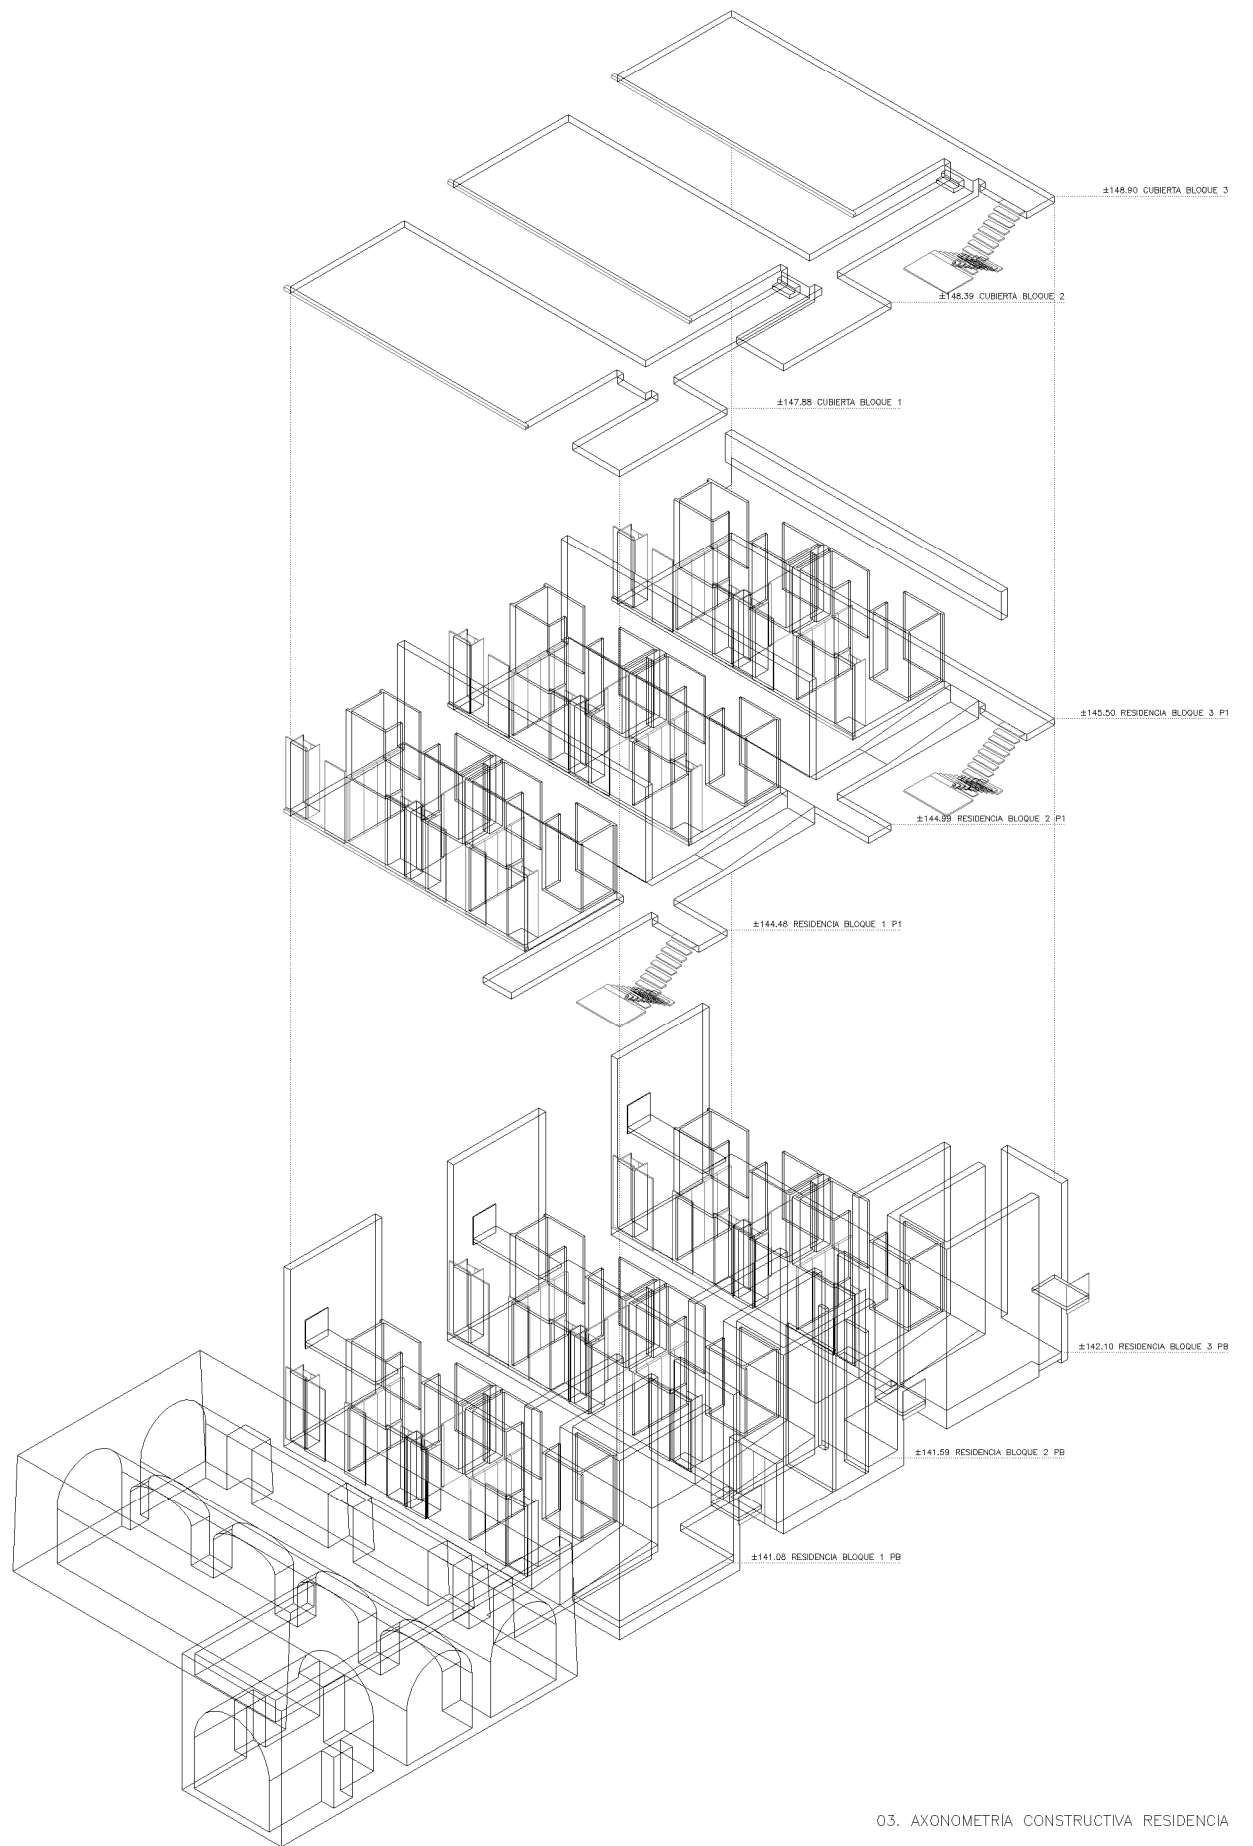 ±148.90 CUBIERTA BLOQUE 3
±148.39 CUBIERTA BLOQUE 2
±147.88 CUBIERTA BLOQUE 1
±145.50 RESIDENCIA BLOQUE 3 P1
±144.99 RESIDENCIA BLOQUE 2 P1
±144.48 RESIDENCIA BLOQUE 1 P1
±142.10 RESIDENCIA BLOQUE 3 PB
±141.59 RESIDENCIA BLOQUE 2 PB
±141.08 RESIDENCIA BLOQUE 1 PB
03. AXONOMETRÍA CONSTRUCTIVA RESIDENCIA